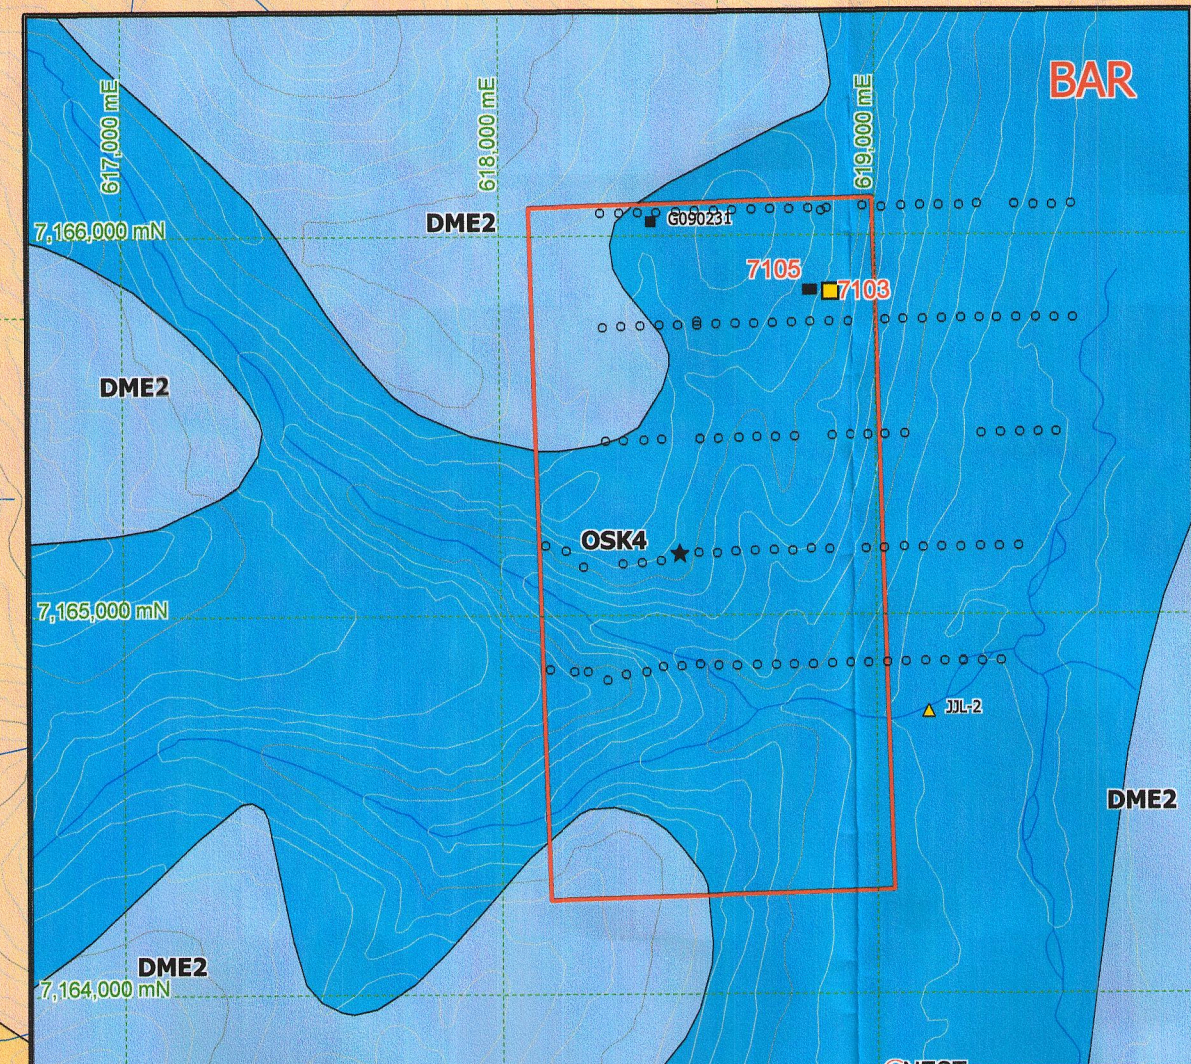 BAR
617,000 mE
618,000 mE
619,000 mE
DME2
G090231
7,166,000 mN
7105
7103
DME2
OSK4
7,165,000 mN
JJL-2
DME2
DME2
7,164,000 mN